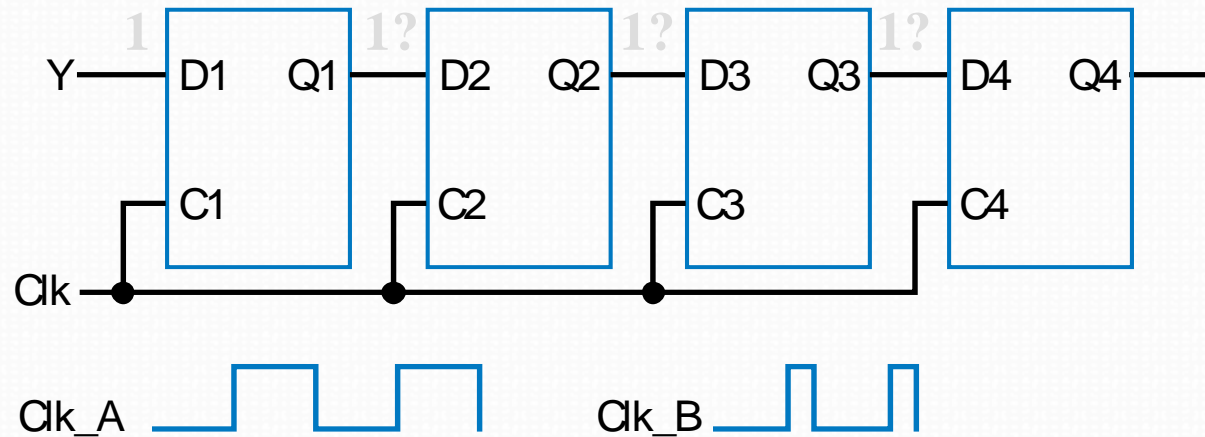 1 1? 1? 1?
Y D1 Q1 D2 Q2 D3 Q3 D4 Q4
C1 C2 C3 C4
Clk
Clk_A Clk_B